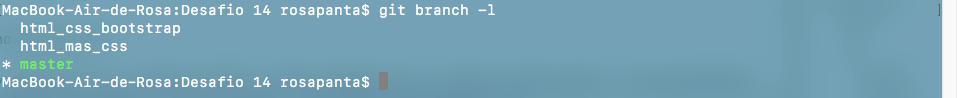 MacBook-Air-de-Rosa:Desafio 14 rosapanta$ git branch -l
  html_css_bootstrap
  html_mas_css
* master
MacBook-Air-de-Rosa:Desafio 14 rosapanta$